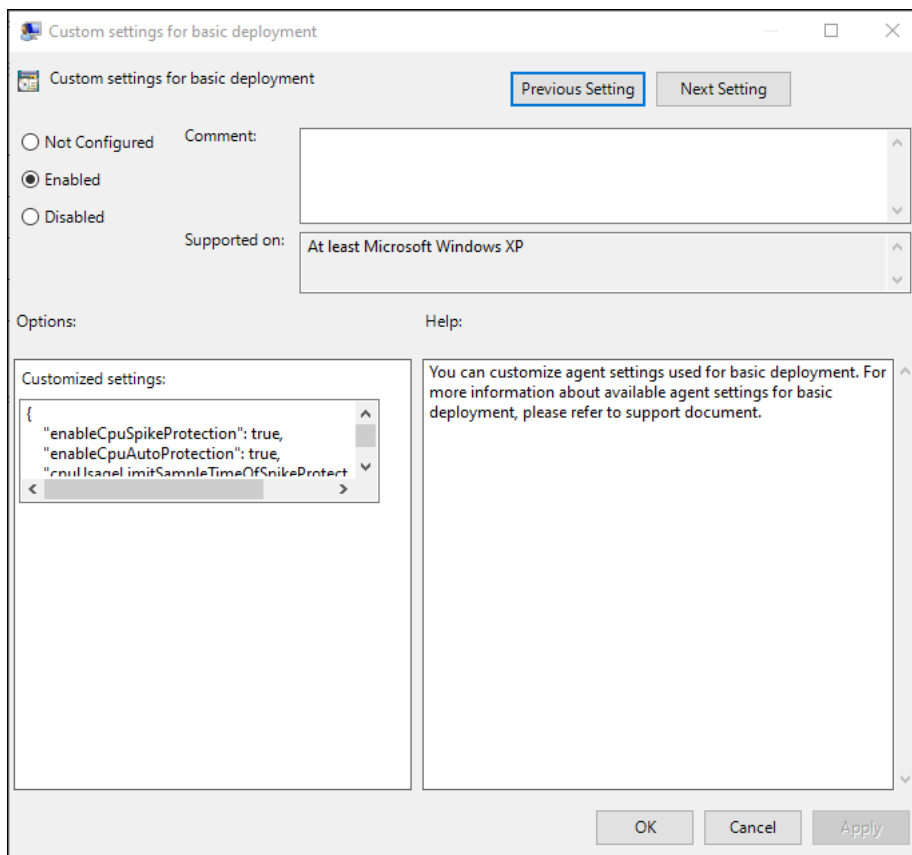 Custom settings for basic deployment
Custom settings for basic deployment
Previous Setting
Next Setting
Not Configured
Comment:
Enabled
Disabled
Supported on:
At least Microsoft Windows XP
Options:
Help:
Customized settings:
{
"enableCpuSpikeProtection": true,
"enableCpuAutoProtection": true,
"cpuUsageLimitSampleTimeOfSpikeProtect
You can customize agent settings used for basic deployment. For
more information about available agent settings for basic
deployment, please refer to support document.
OK
Cancel
Apply